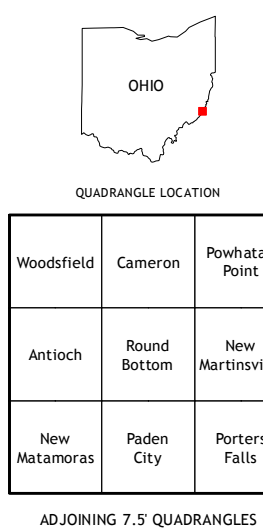 OHIO
QUADRANGLE LOCATION
Woodsfield
Cameron
Powhata
Point
Antioch
Round
Bottom
New
Martinsvi
New
Matamoras
Paden
City
Porters
Falls
ADJOINING 7.5' QUADRANGLES